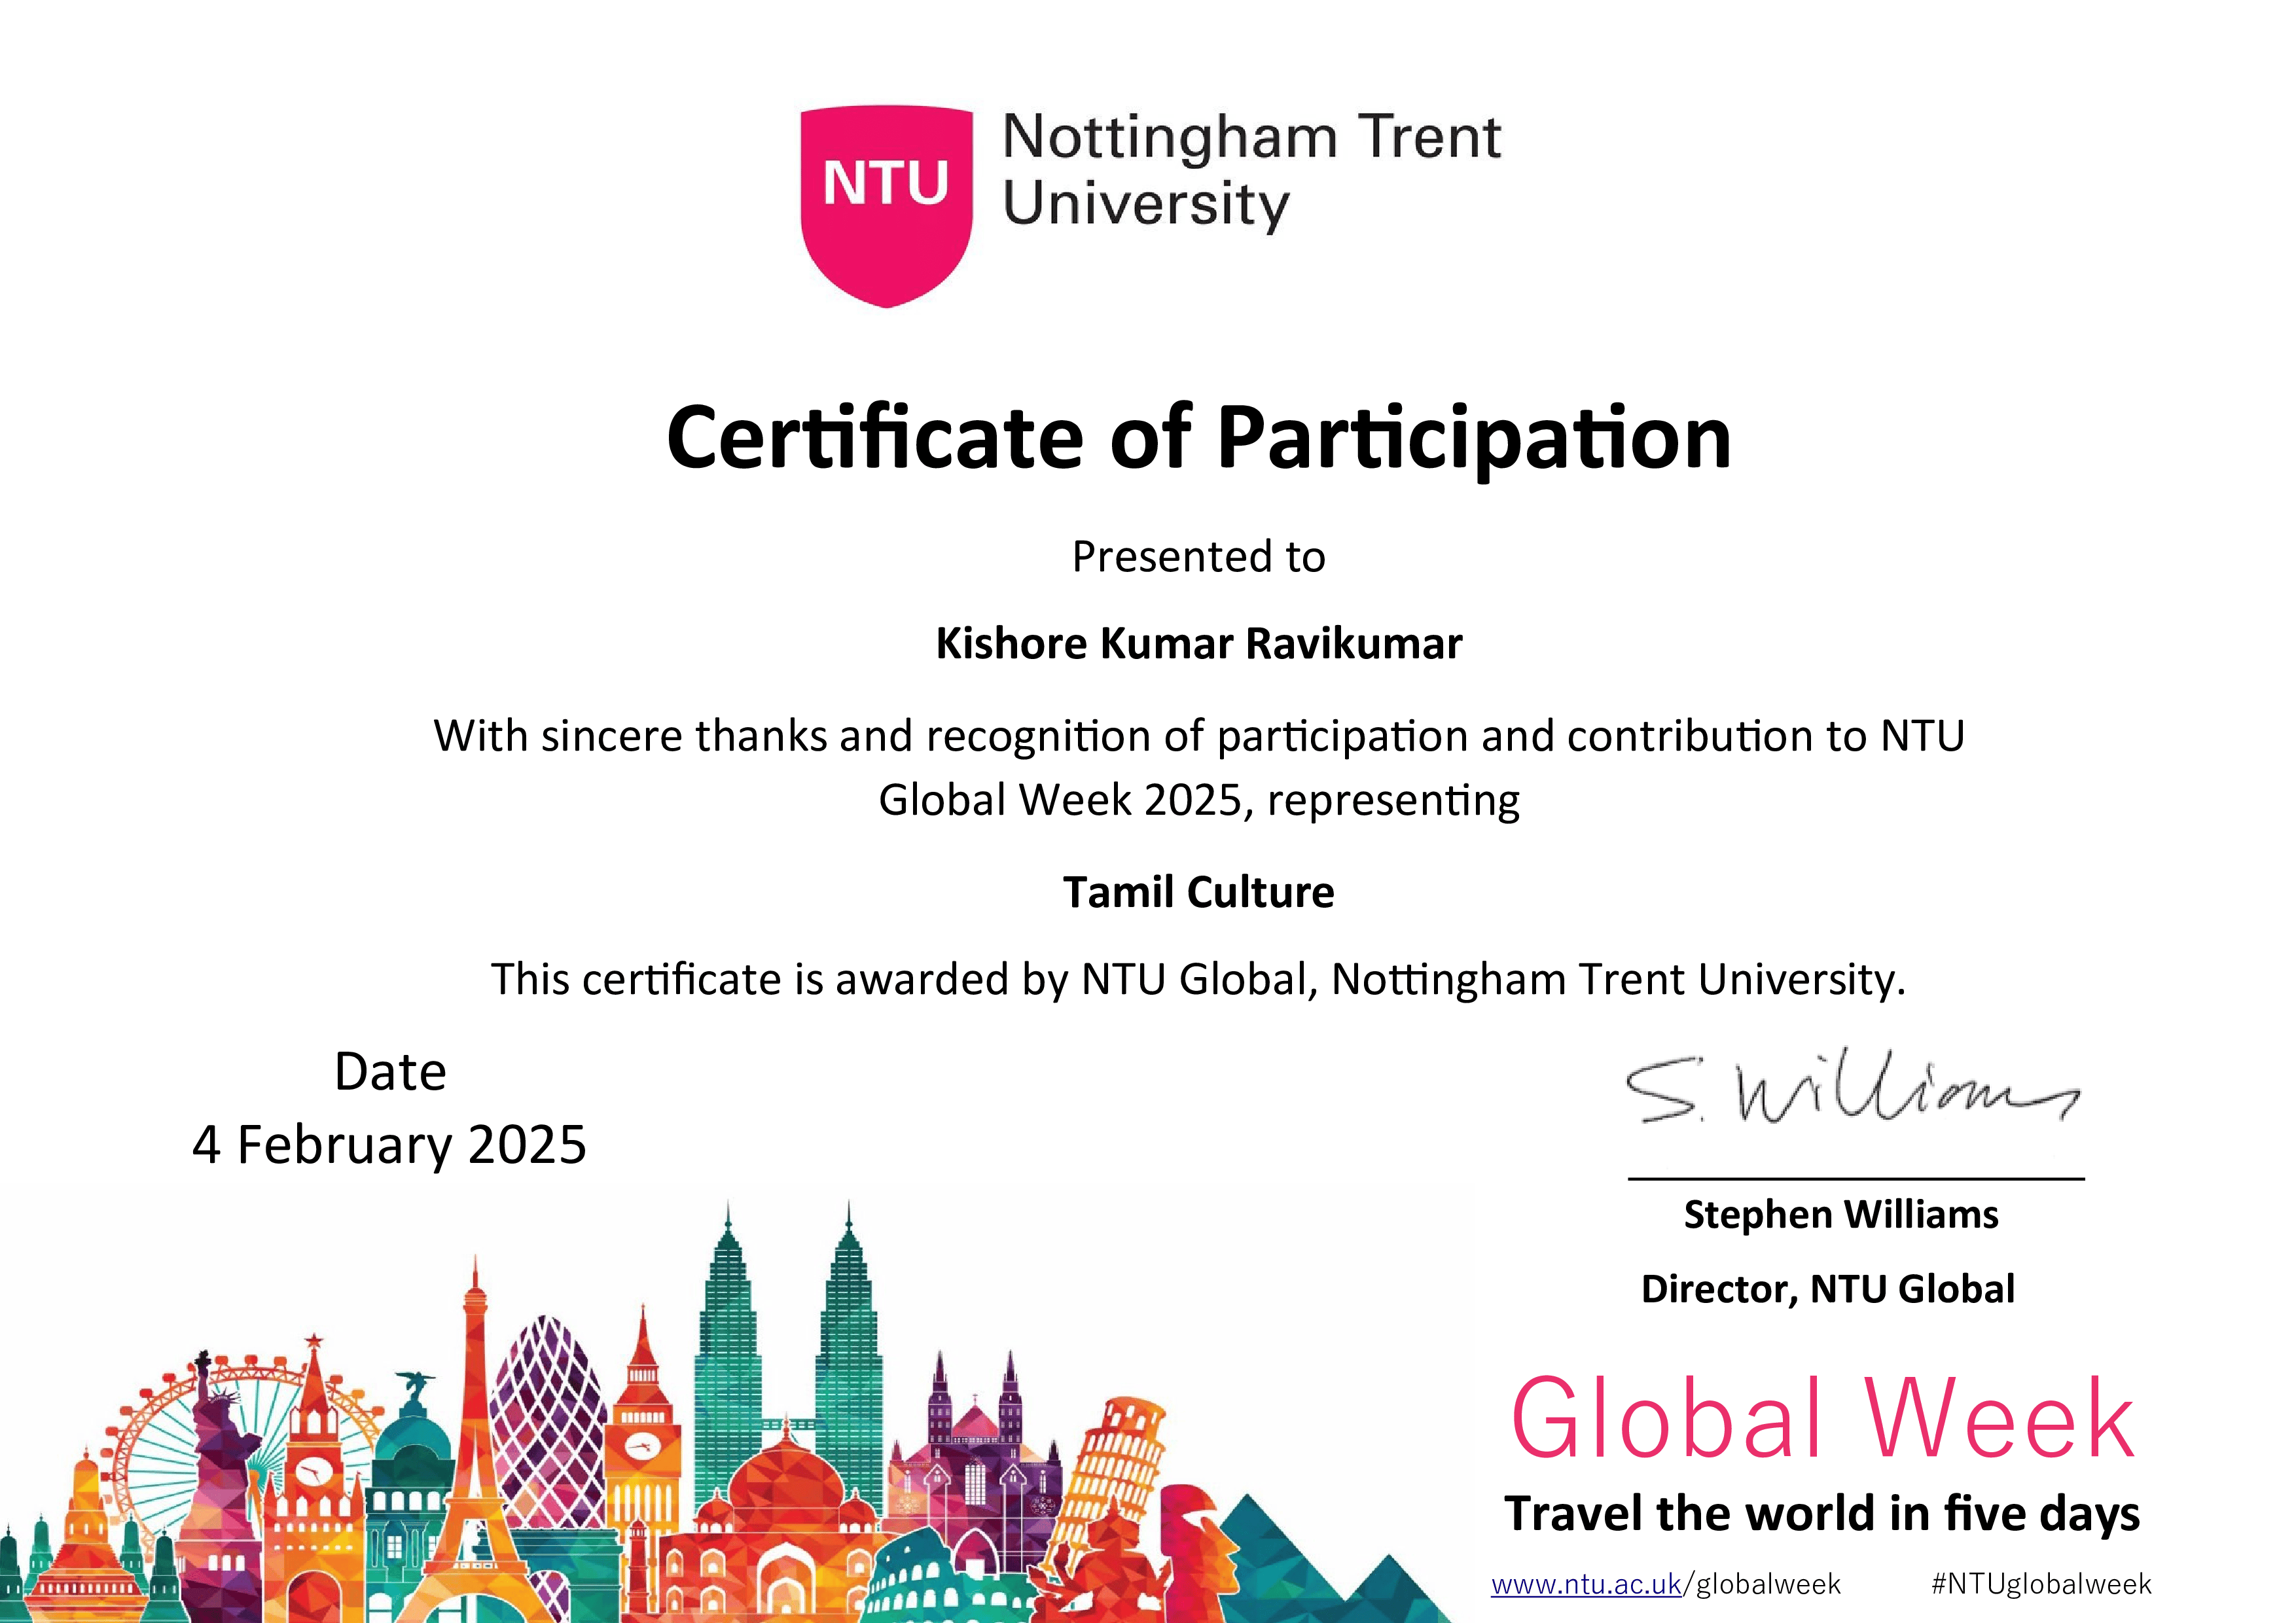 NTU
Nottingham Trent
University
Certificate of Participation
Presented to
Kishore Kumar Ravikumar
With sincere thanks and recognition of participation and contribution to NTU
Global Week 2025, representing
Tamil Culture
This certificate is awarded by NTU Global, Nottingham Trent University.
Date
4 February 2025
S. Williams
Stephen Williams
Director, NTU Global
Global Week
Travel the world in five days
www.ntu.ac.uk/globalweek #NTUglobalweek